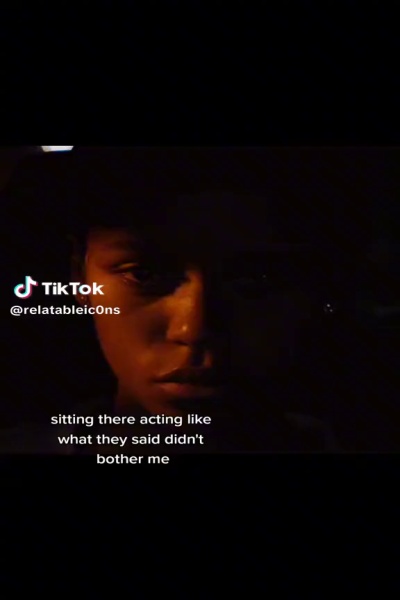 TikTok
@relatableic0ns
sitting there acting like
what they said didn't
bother me